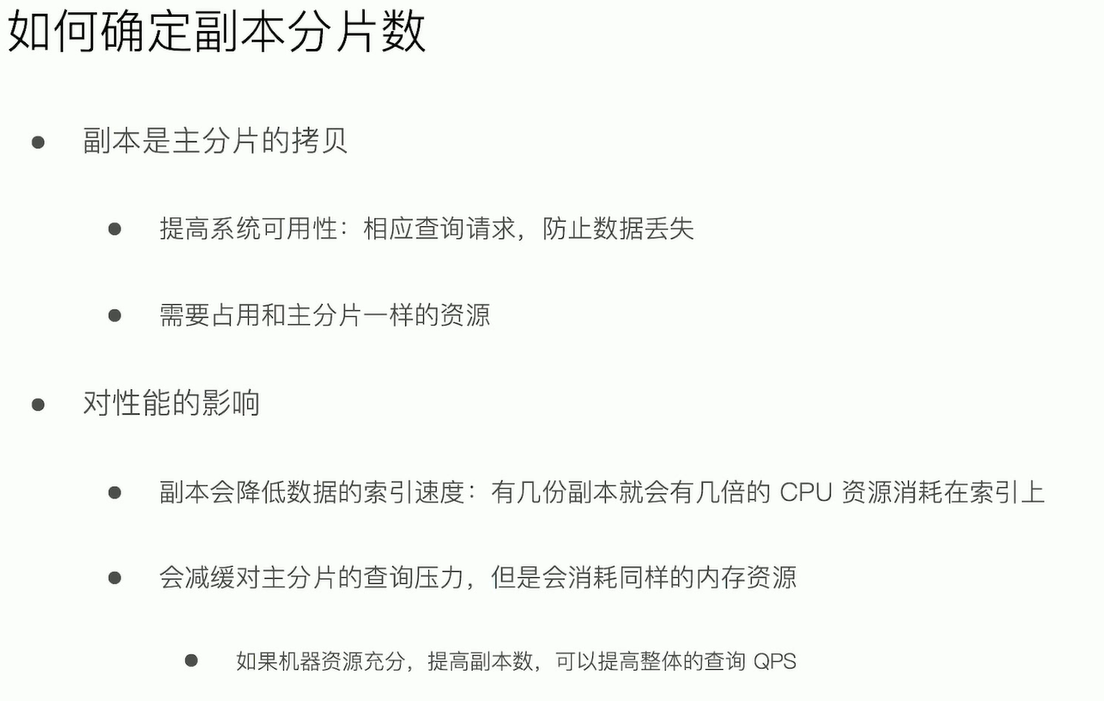 如何确定副本分片数
副本是主分片的拷贝
提高系统可用性：相应查询请求，防止数据丢失
需要占用和主分片一样的资源
对性能的影响
副本会降低数据的索引速度：有几份副本就会有几倍的 CPU 资源消耗在索引上
会减缓对主分片的查询压力，但是会消耗同样的内存资源
如果机器资源充分，提高副本数，可以提高整体的查询 QPS